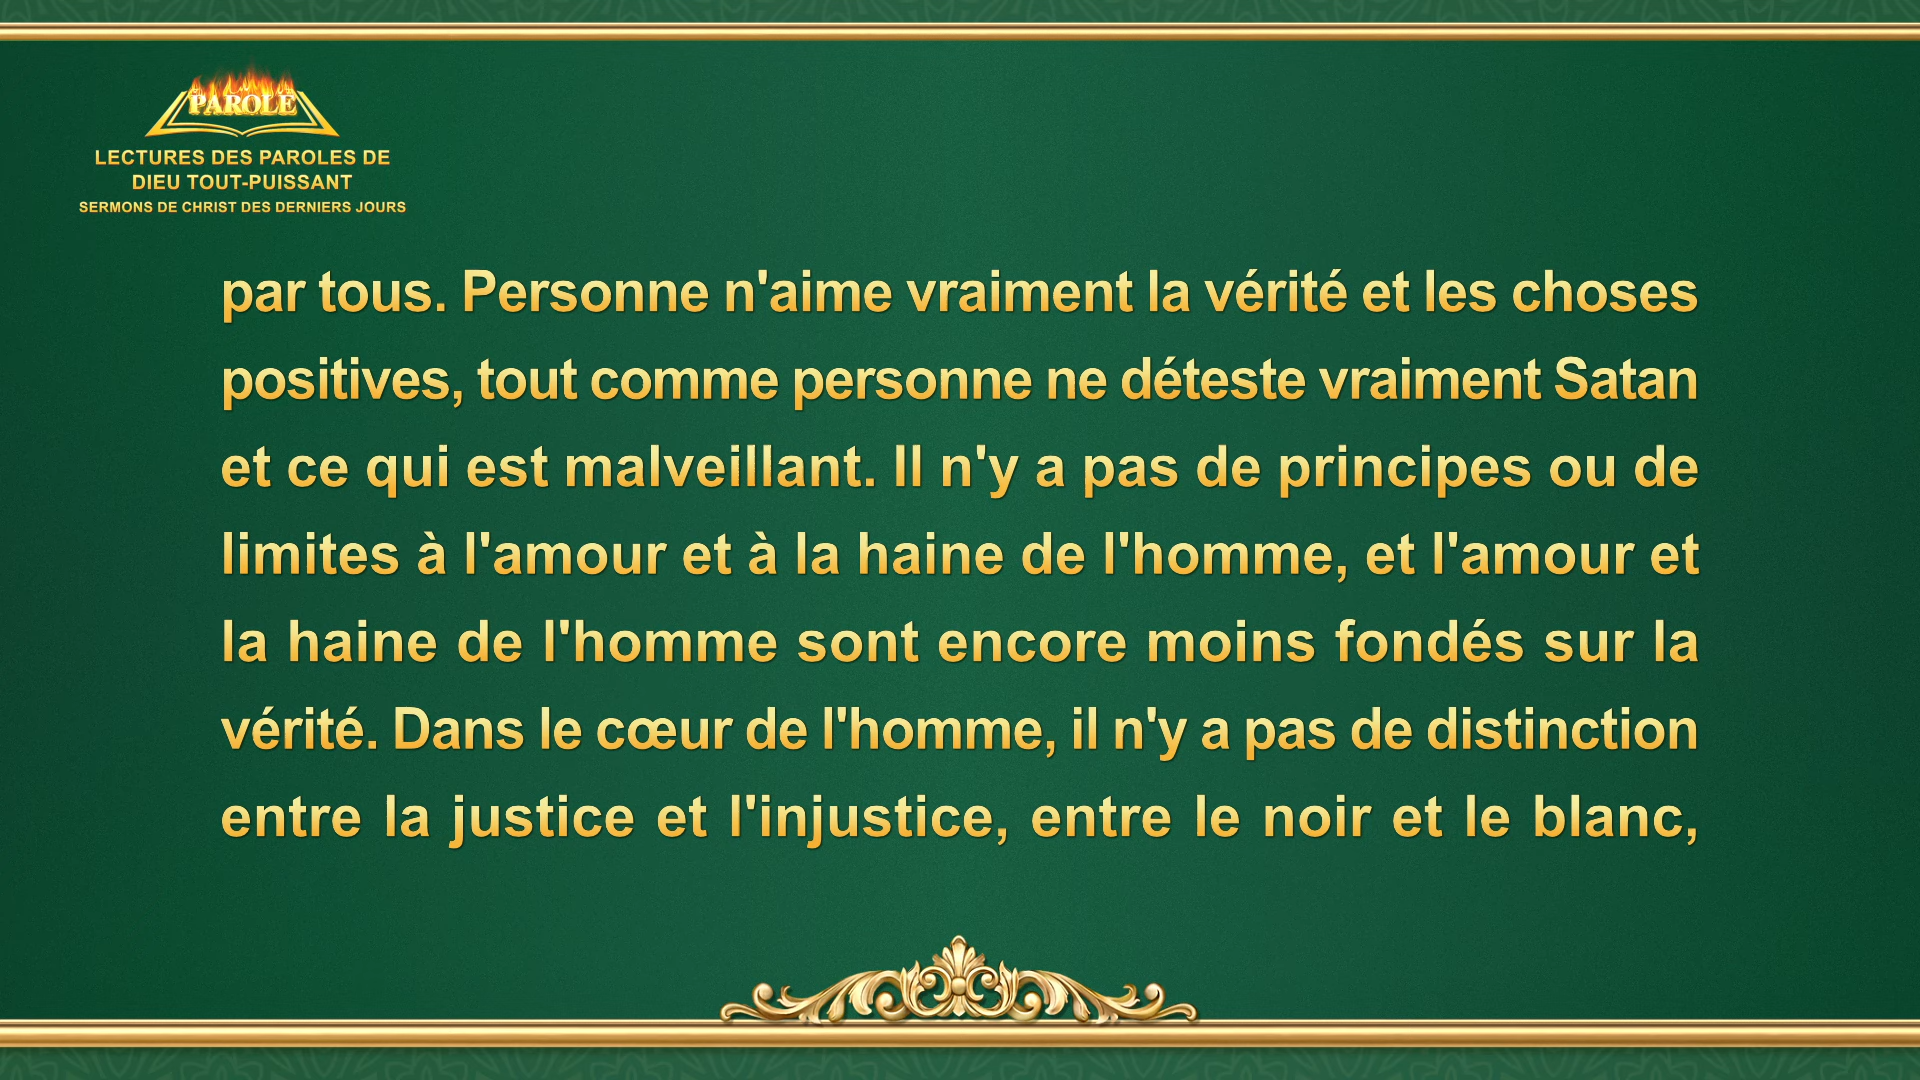 PAROLE
LECTURES DES PAROLES DE
DIEU TOUT-PUISSANT
SERMONS DE CHRIST DES DERNIERS JOURS
par tous. Personne n'aime vraiment la vérité et les choses
positives, tout comme personne ne déteste vraiment Satan
et ce qui est malveillant. Il n'y a pas de principes ou de
limites à l'amour et à la haine de l'homme, et l'amour et
la haine de l'homme sont encore moins fondés sur la
vérité. Dans le cœur de l'homme, il n'y a pas de distinction
entre la justice et l'injustice, entre le noir et le blanc,